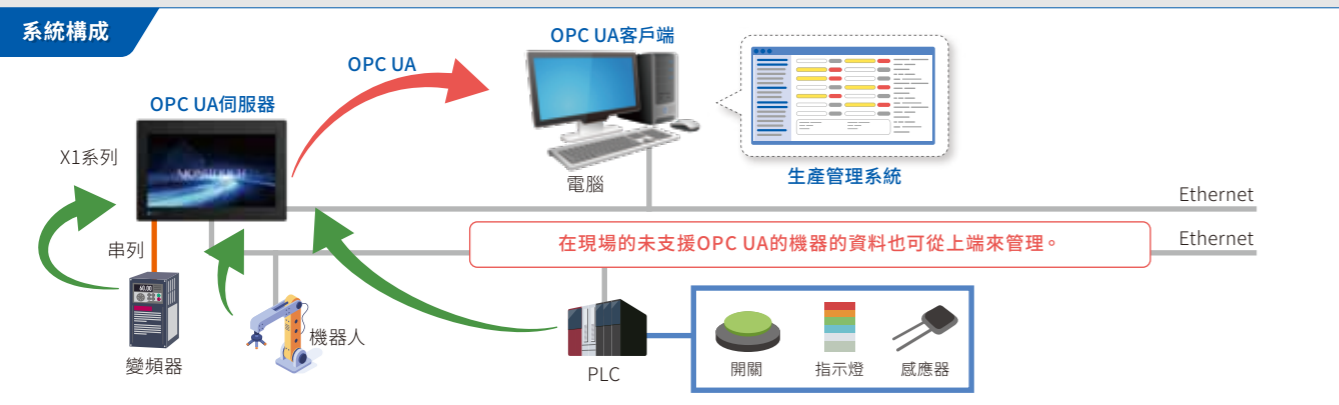 系統構成
OPC UA客戶端
OPC UA
OPC UA伺服器
X1系列
MONITOUCH
電腦
生產管理系統
Ethernet
串列
在現場的未支援OPC UA的機器的資料也可從上端來管理。
Ethernet
60.00
變頻器
機器人
PLC
開關
指示燈
感應器